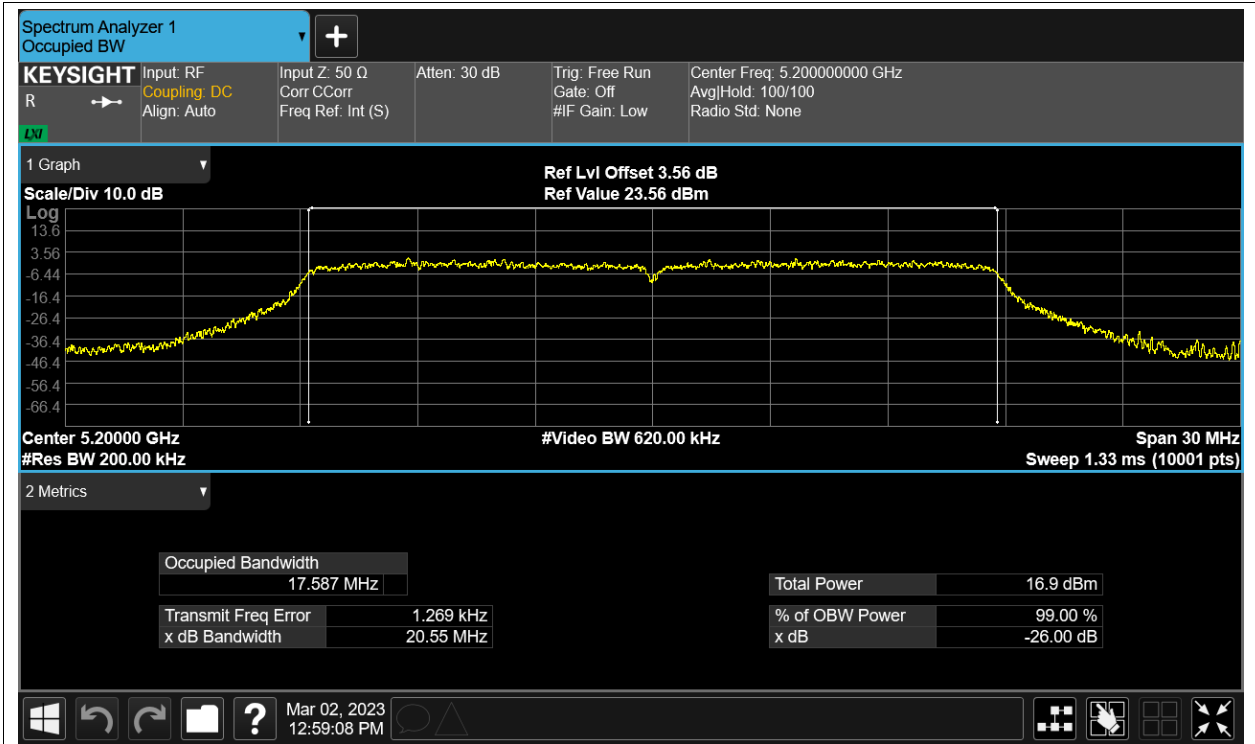 Spectrum Analyzer 1
Occupied BW
KEYSIGHT
R
LXI
Input: RF
Coupling: DC
Align: Auto
Input Z: 50 Ω
Corr CCorr
Freq Ref: Int (S)
Atten: 30 dB
Trig: Free Run
Gate: Off
#IF Gain: Low
Center Freq: 5.200000000 GHz
Avg|Hold: 100/100
Radio Std: None
1 Graph
Scale/Div 10.0 dB
Ref Lvl Offset 3.56 dB
Ref Value 23.56 dBm
Log
13.6
3.56
-6.44
-16.4
-26.4
-36.4
-46.4
-56.4
-66.4
Center 5.20000 GHz
#Video BW 620.00 kHz
Span 30 MHz
#Res BW 200.00 kHz
Sweep 1.33 ms (10001 pts)
2 Metrics
Occupied Bandwidth
17.587 MHz
Total Power 16.9 dBm
Transmit Freq Error 1.269 kHz
% of OBW Power 99.00 %
x dB Bandwidth 20.55 MHz
x dB -26.00 dB
?
Mar 02, 2023
12:59:08 PM